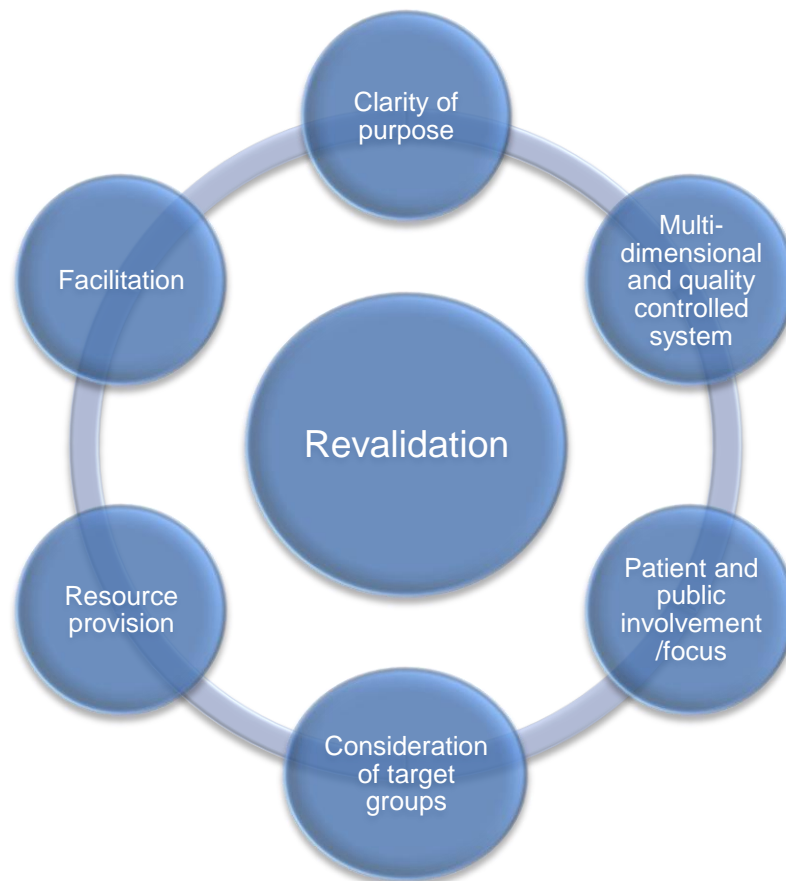 Clarity of
purpose
Multi-
dimensional
and quality
controlled
system
Patient and
public
involvement
/focus
Consideration
of target
groups
Resource
provision
Facilitation
Revalidation